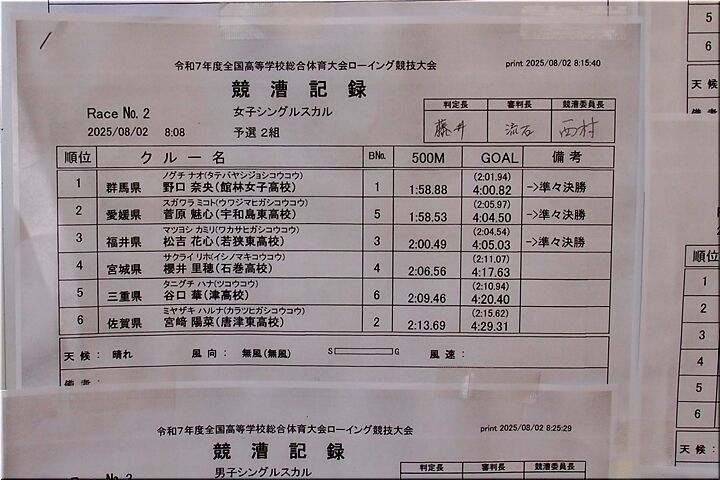 令和7年度全国高等学校総合体育大会ローイング競技大会
print 2025/08/02 8:15:40
競漕記録
Race No. 2 女子シングルスカル
2025/08/02 8:08 予選 2組
判定長 審判長 競漕委員長
藤井 流石 西村
順位 クルー名 BNo. 500M GOAL 備考
ノグチ ナオ(タテバヤシジョシコウコウ) (2:01.94)
1 群馬県 野口 奈央(館林女子高校) 1 1:58.88 4:00.82 ->準々決勝
スガワラ ミコト(ウワジマヒガシコウコウ) (2:05.97)
2 愛媛県 菅原 魅心(宇和島東高校) 5 1:58.53 4:04.50 ->準々決勝
マツヨシ カミリ(ワカサヒガシコウコウ) (2:04.54)
3 福井県 松吉 花心(若狭東高校) 3 2:00.49 4:05.03 ->準々決勝
サクライ リホ(イシノマキコウコウ) (2:11.07)
4 宮城県 櫻井 里穂(石巻高校) 4 2:06.56 4:17.63
タニグチ ハナ(ツコウコウ) (2:10.94)
5 三重県 谷口 華(津高校) 6 2:09.46 4:20.40
ミヤザキ ハルナ(カラツヒガシコウコウ) (2:15.62)
6 佐賀県 宮﨑 陽菜(唐津東高校) 2 2:13.69 4:29.31
天候: 晴れ 風向: 無風(無風) S G 風速:
備考
令和7年度全国高等学校総合体育大会ローイング競技大会
print 2025/08/02 8:25:29
競漕記録
男子シングルスカル
判定長 審判長 競漕委員長
5
6
天候
備考
順位
1
2
3
4
5
6
天候